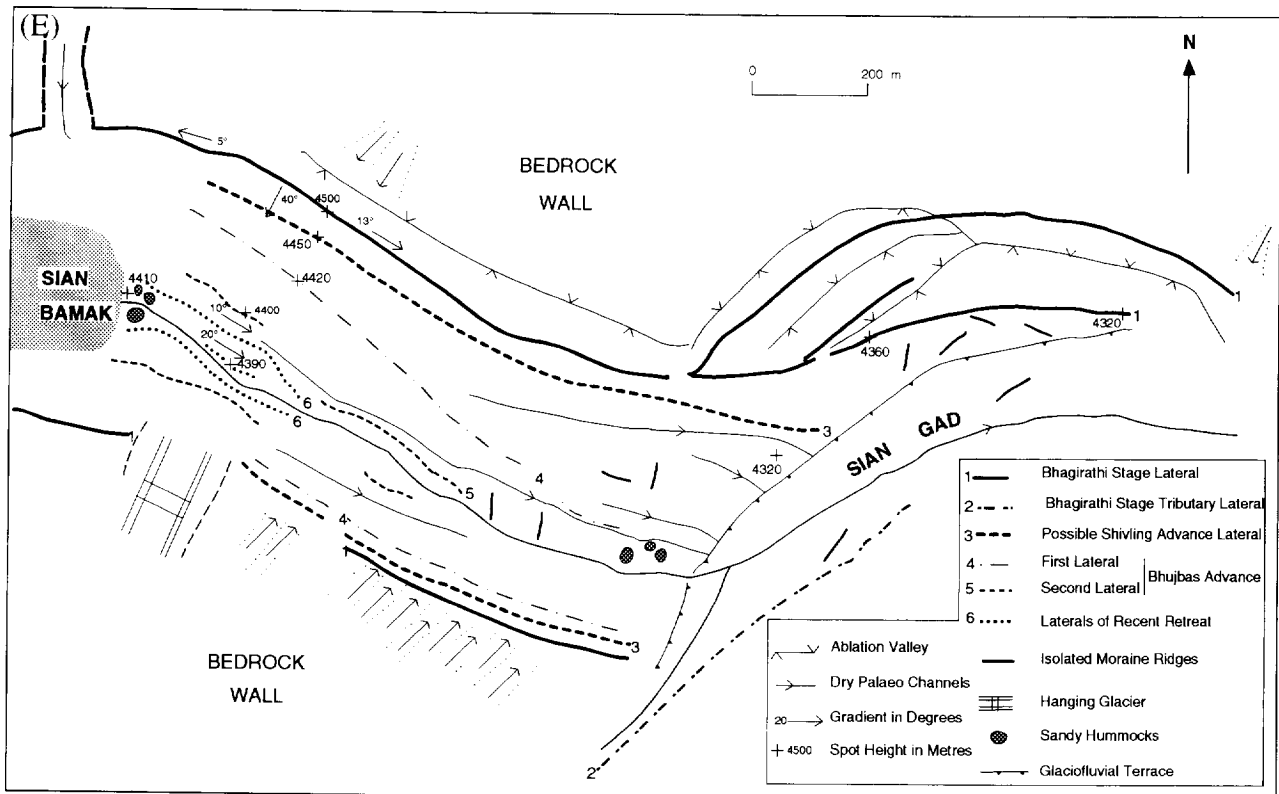 (E)
N
0 200 m
5°
BEDROCK
WALL
40°
4500
13°
4450
4420
SIAN
BAMAK
4410
10°
4400
20°
4390
1
1
4320
4360
6
6
3
4320
SIAN GAD
4
5
4
1
3
2
BEDROCK
WALL
1 Bhagirathi Stage Lateral
2 Bhagirathi Stage Tributary Lateral
3 Possible Shivling Advance Lateral
4 First Lateral
Bhujbas Advance
5 Second Lateral
6 Laterals of Recent Retreat
Isolated Moraine Ridges
Hanging Glacier
Sandy Hummocks
Glaciofluvial Terrace
Ablation Valley
Dry Palaeo Channels
20 Gradient in Degrees
4500 Spot Height in Metres